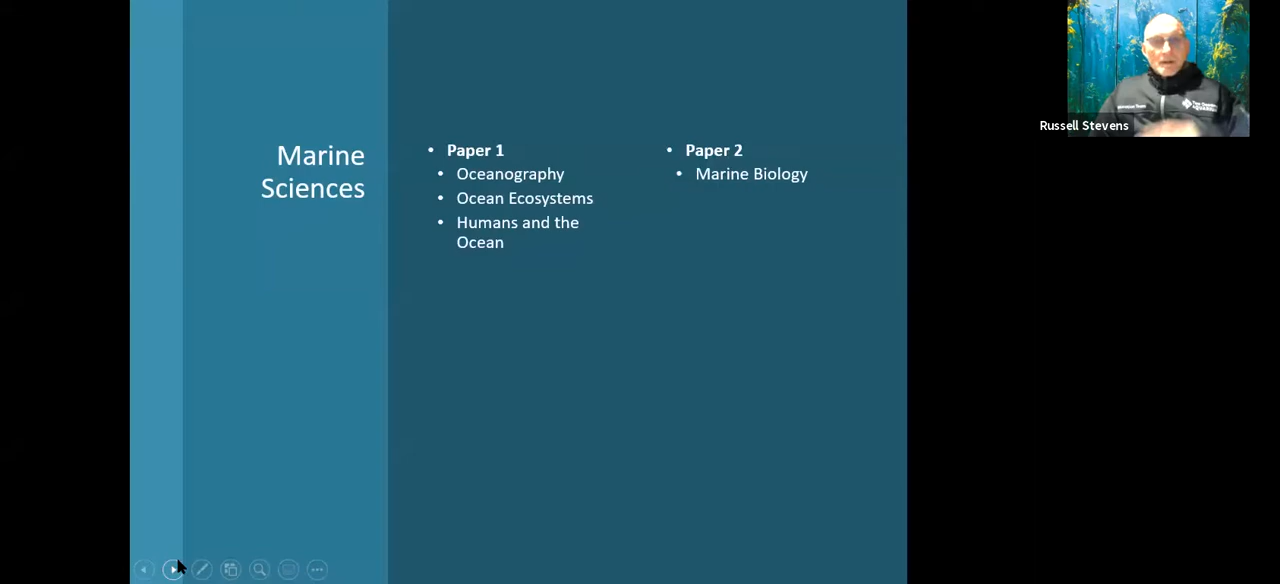 Marine
Sciences
• Paper 1
• Oceanography
• Ocean Ecosystems
• Humans and the
Ocean
• Paper 2
• Marine Biology
Russell Stevens